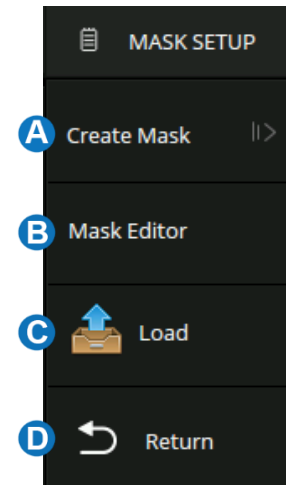 MASK SETUP
A Create Mask
B Mask Editor
C Load
D Return